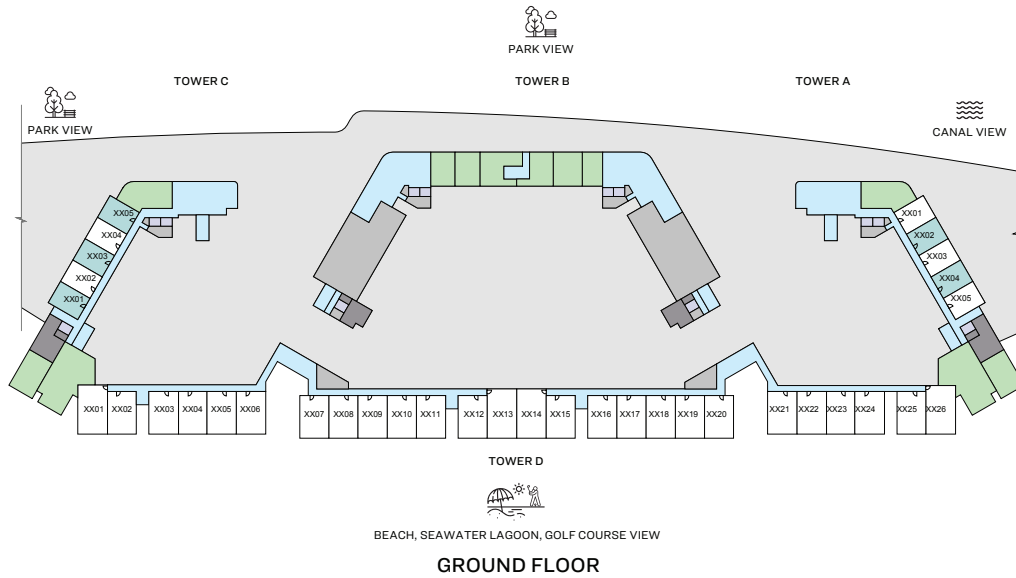 PARK VIEW
TOWER C
TOWER B
TOWER A
PARK VIEW
CANAL VIEW
XX05
XX04
XX03
XX02
XX01
XX01
XX02
XX03
XX04
XX05
XX01 XX02 XX03 XX04 XX05 XX06 XX07 XX08 XX09 XX10 XX11 XX12 XX13 XX14 XX15 XX16 XX17 XX18 XX19 XX20 XX21 XX22 XX23 XX24 XX25 XX26
TOWER D
BEACH, SEAWATER LAGOON, GOLF COURSE VIEW
GROUND FLOOR